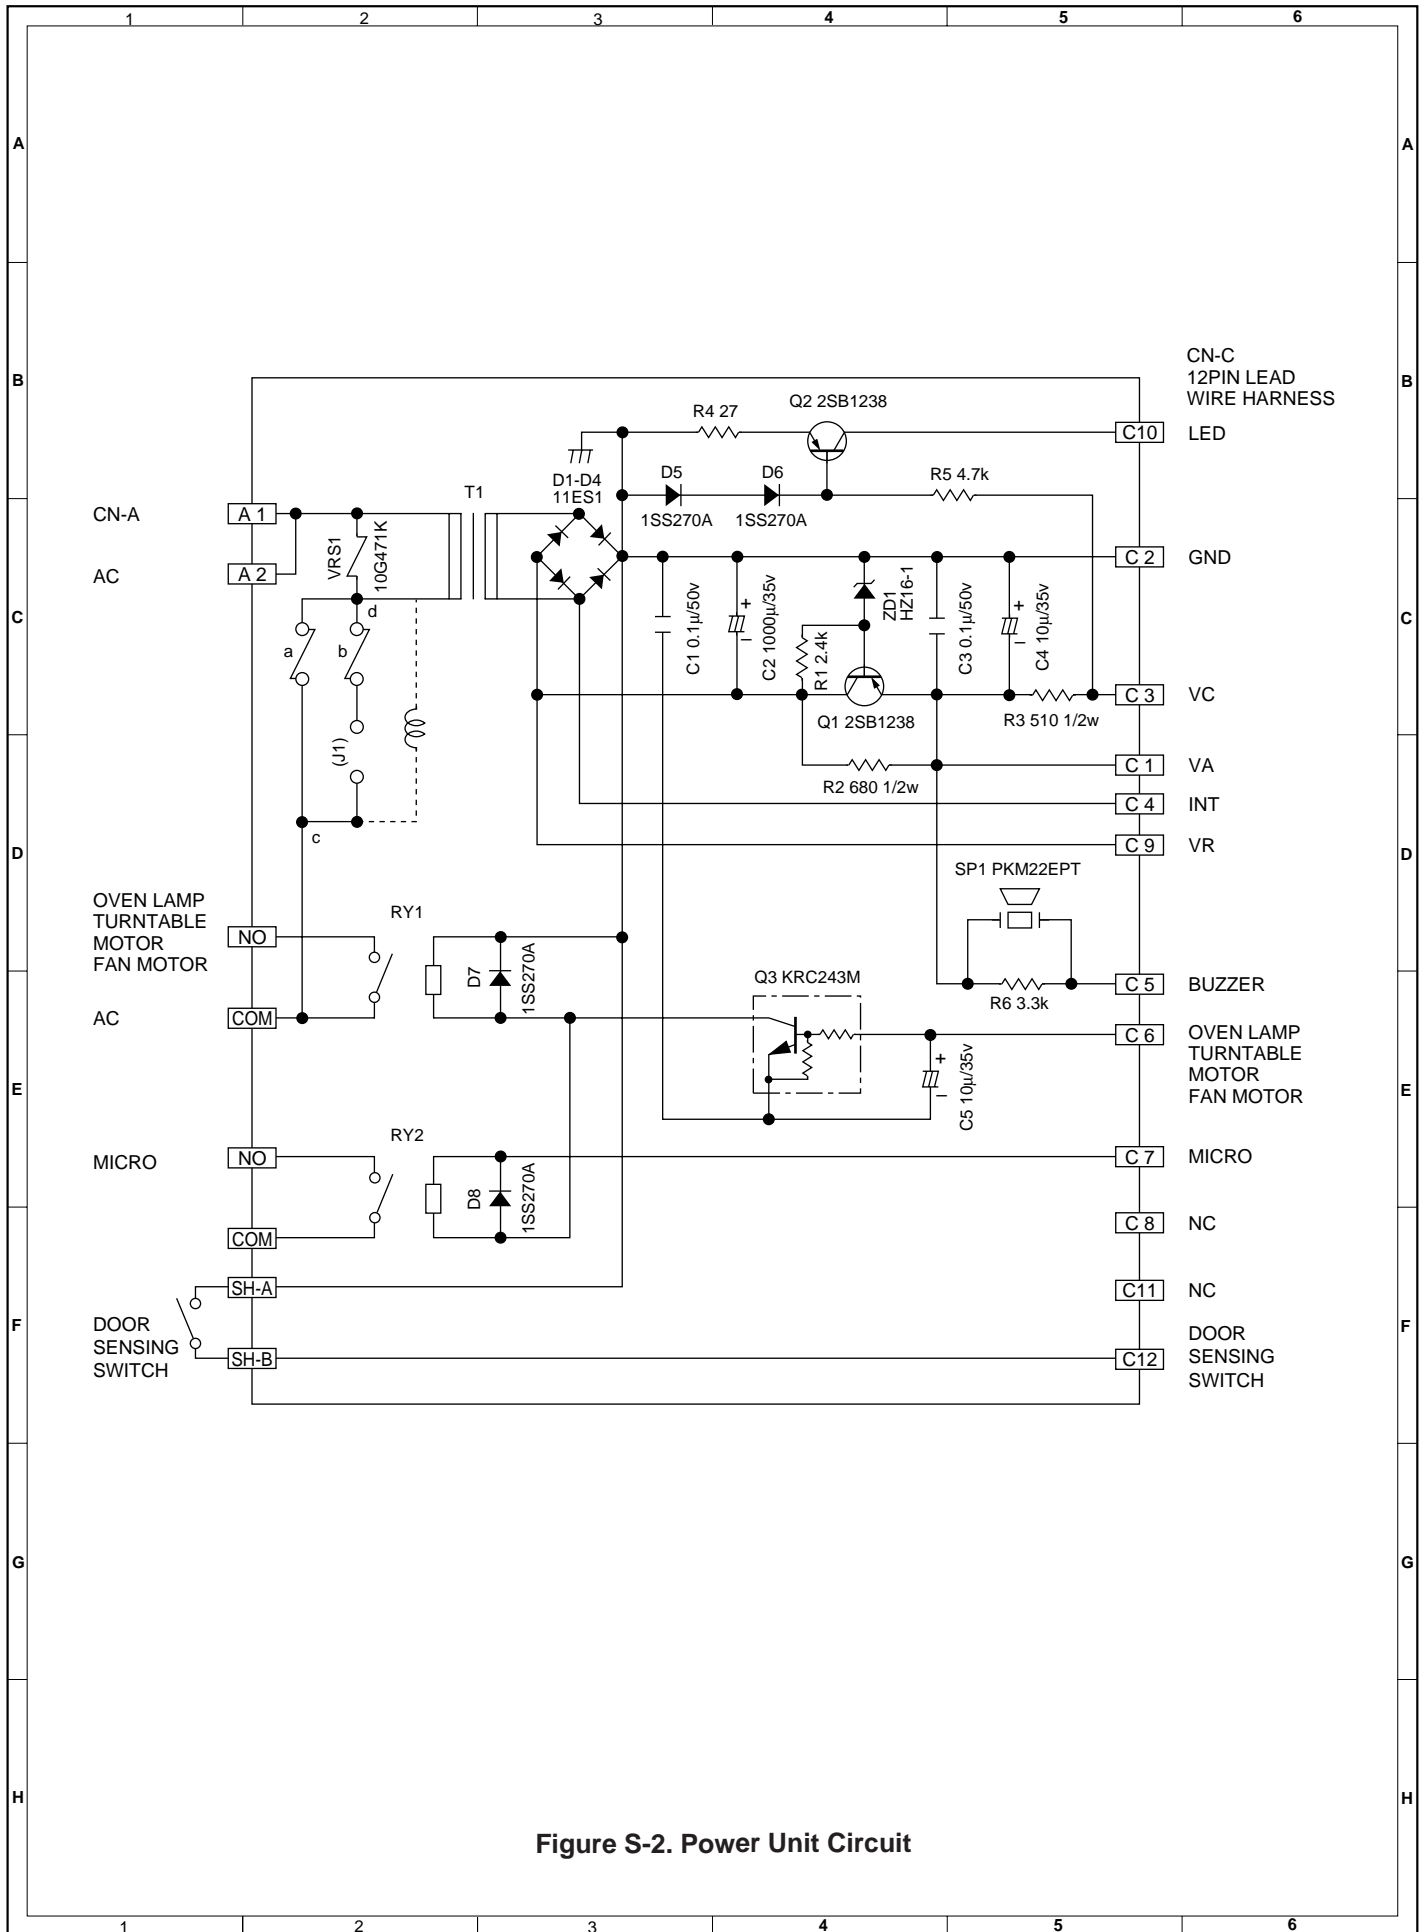 1 2 3 4 5 6
A A
B B
C C
D D
E E
F F
G G
H H
CN-C
12PIN LEAD
WIRE HARNESS
Q2 2SB1238
R4 27
C10 LED
D1-D4
11ES1
D5
1SS270A
D6
1SS270A
R5 4.7k
T1
CN-A
A 1
AC
A 2
VRS1
10G471K
d
a
b
(J1)
c
C 2 GND
C1 0.1µ/50v
C2 1000µ/35v
+
–
R1 2.4k
ZD1
HZ16-1
C3 0.1µ/50v
C4 10µ/35v
+
–
Q1 2SB1238
R3 510 1/2w
C 3 VC
R2 680 1/2w
C 1 VA
C 4 INT
C 9 VR
SP1 PKM22EPT
R6 3.3k
C 5 BUZZER
OVEN LAMP
TURNTABLE
MOTOR
FAN MOTOR
NO
RY1
D7
1SS270A
AC
COM
Q3 KRC243M
C5 10µ/35v
+
–
C 6
OVEN LAMP
TURNTABLE
MOTOR
FAN MOTOR
MICRO
NO
RY2
D8
1SS270A
COM
C 7 MICRO
C 8 NC
SH-A
C11 NC
DOOR
SENSING
SWITCH
SH-B
C12
DOOR
SENSING
SWITCH
Figure S-2. Power Unit Circuit
1 2 3 4 5 6